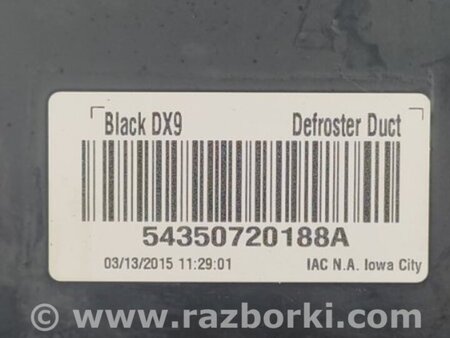 Black DX9 Defroster Duct
54350720188A
03/13/2015 11:29:01 IAC N.A. Iowa City
© www.razborki.com